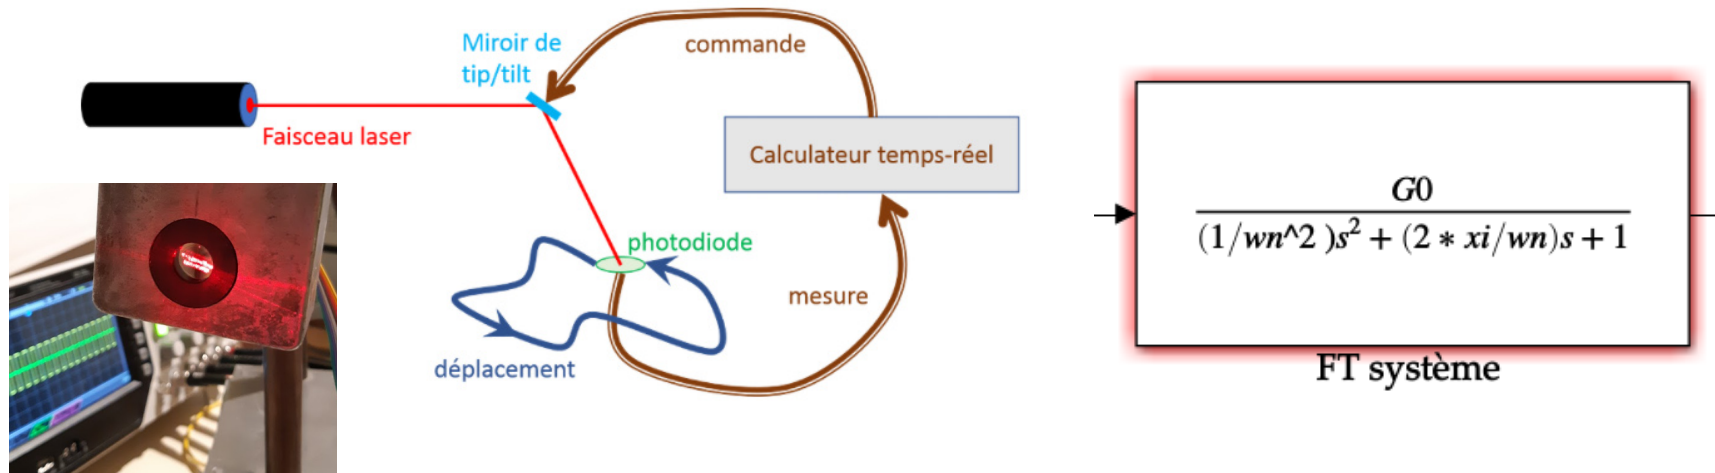 Miroir de
tip/tilt
commande
Faisceau laser
Calculateur temps-réel
photodiode
mesure
déplacement
G0
(1/wn^2 )s² + (2 * xi/wn)s + 1
FT système